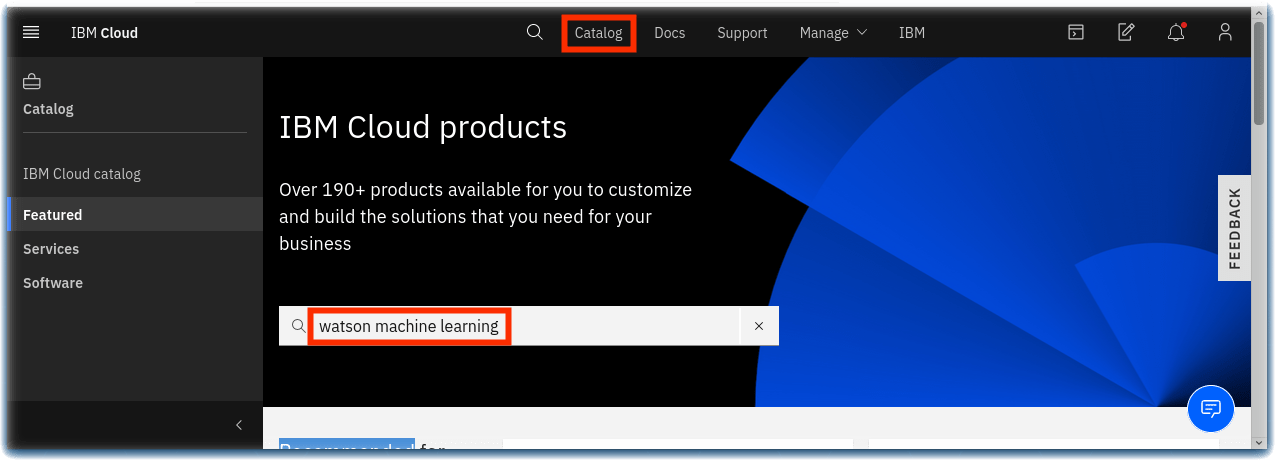 IBM Cloud
Catalog
Docs
Support
Manage
IBM
Catalog
IBM Cloud catalog
Featured
Services
Software
IBM Cloud products
Over 190+ products available for you to customize
and build the solutions that you need for your
business
watson machine learning
FEEDBACK
Recommended for